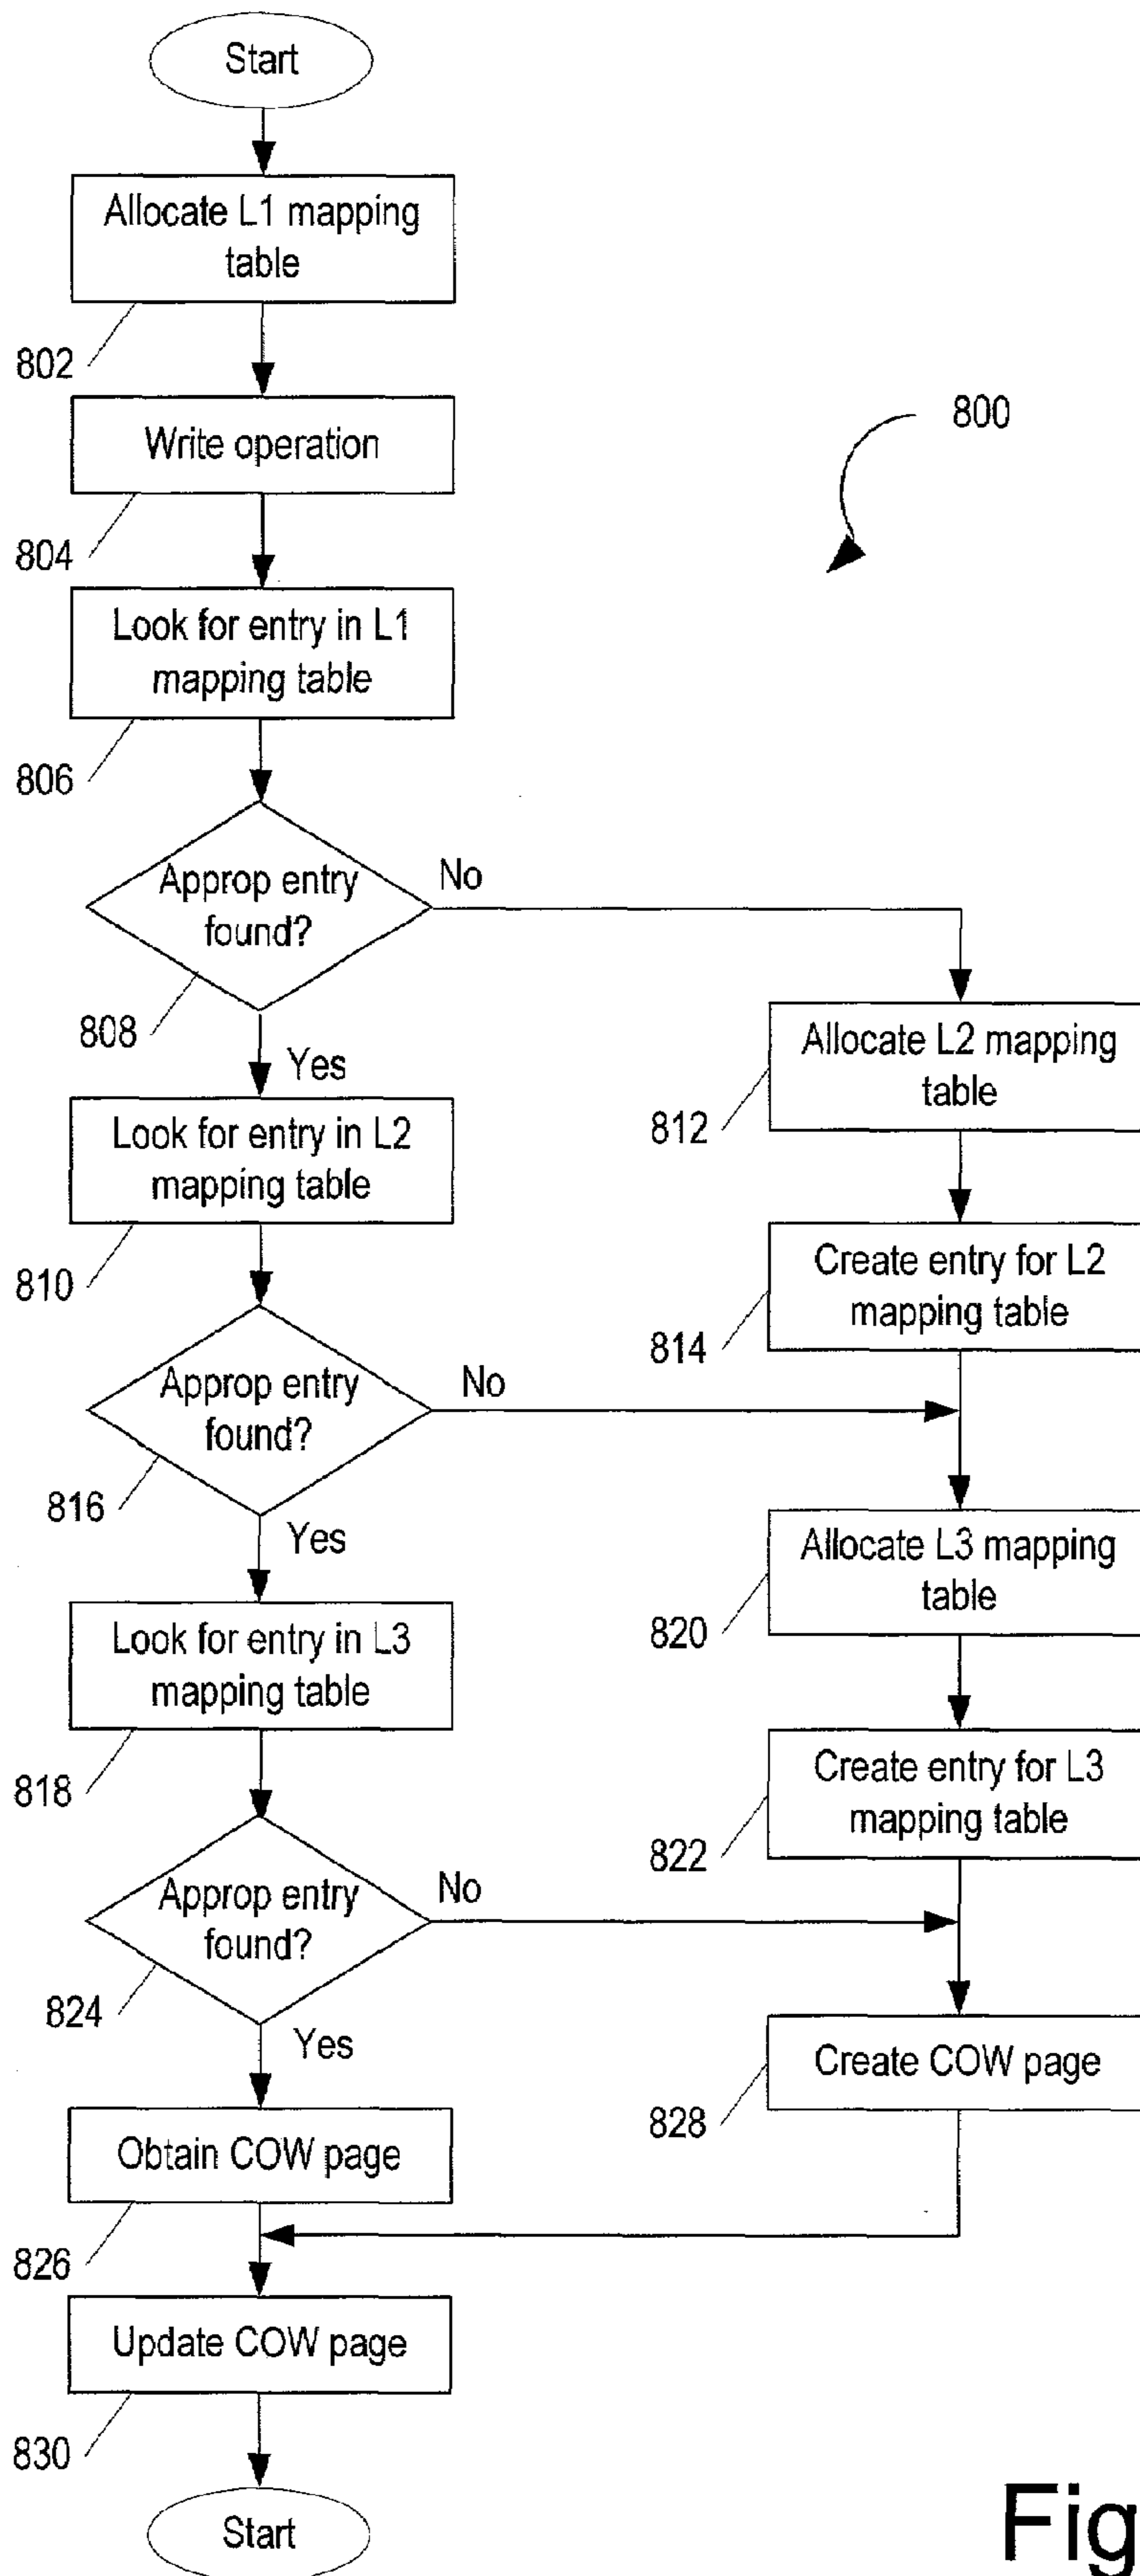 Start
Allocate L1 mapping
table
802
Write operation
800
804
Look for entry in L1
mapping table
806
Approp entry
found?
No
808
Yes
Allocate L2 mapping
table
812
Look for entry in L2
mapping table
810
Create entry for L2
mapping table
814
Approp entry
found?
No
816
Yes
Allocate L3 mapping
table
820
Look for entry in L3
mapping table
818
Create entry for L3
mapping table
822
Approp entry
found?
No
824
Yes
Create COW page
828
Obtain COW page
826
Update COW page
830
Start
Fig